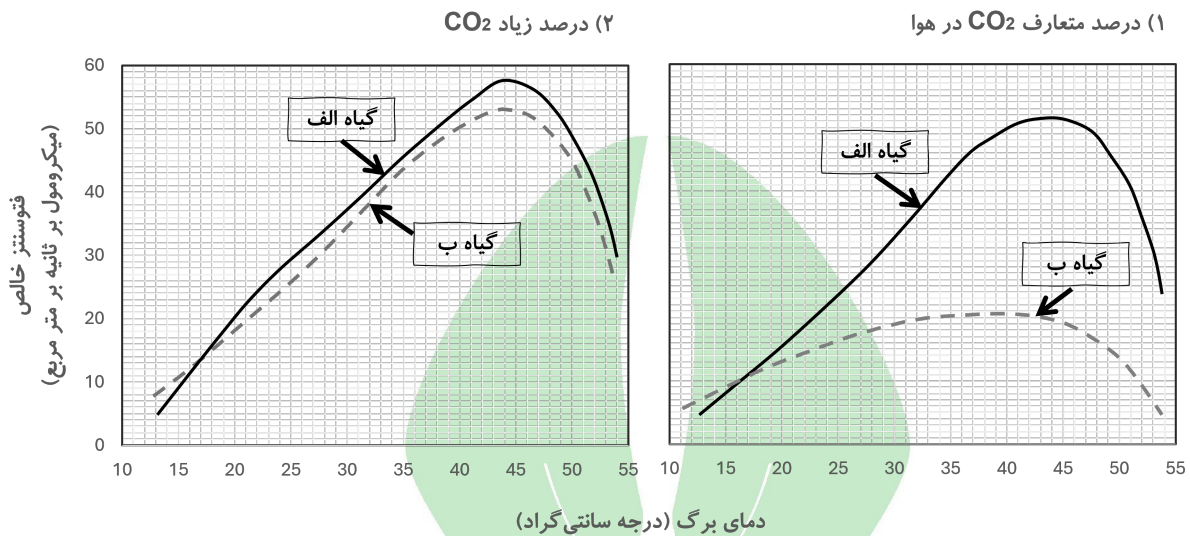 ۱) درصد متعارف CO₂ در هوا
۲) درصد زیاد CO₂
گیاه الف
گیاه ب
گیاه الف
گیاه ب
فتوسنتز خالص
(میکرومول بر ثانیه بر متر مربع)
60
50
40
30
20
10
0
10 15 20 25 30 35 40 45 50 55
10 15 20 25 30 35 40 45 50 55
دمای برگ (درجه سانتی‌گراد)